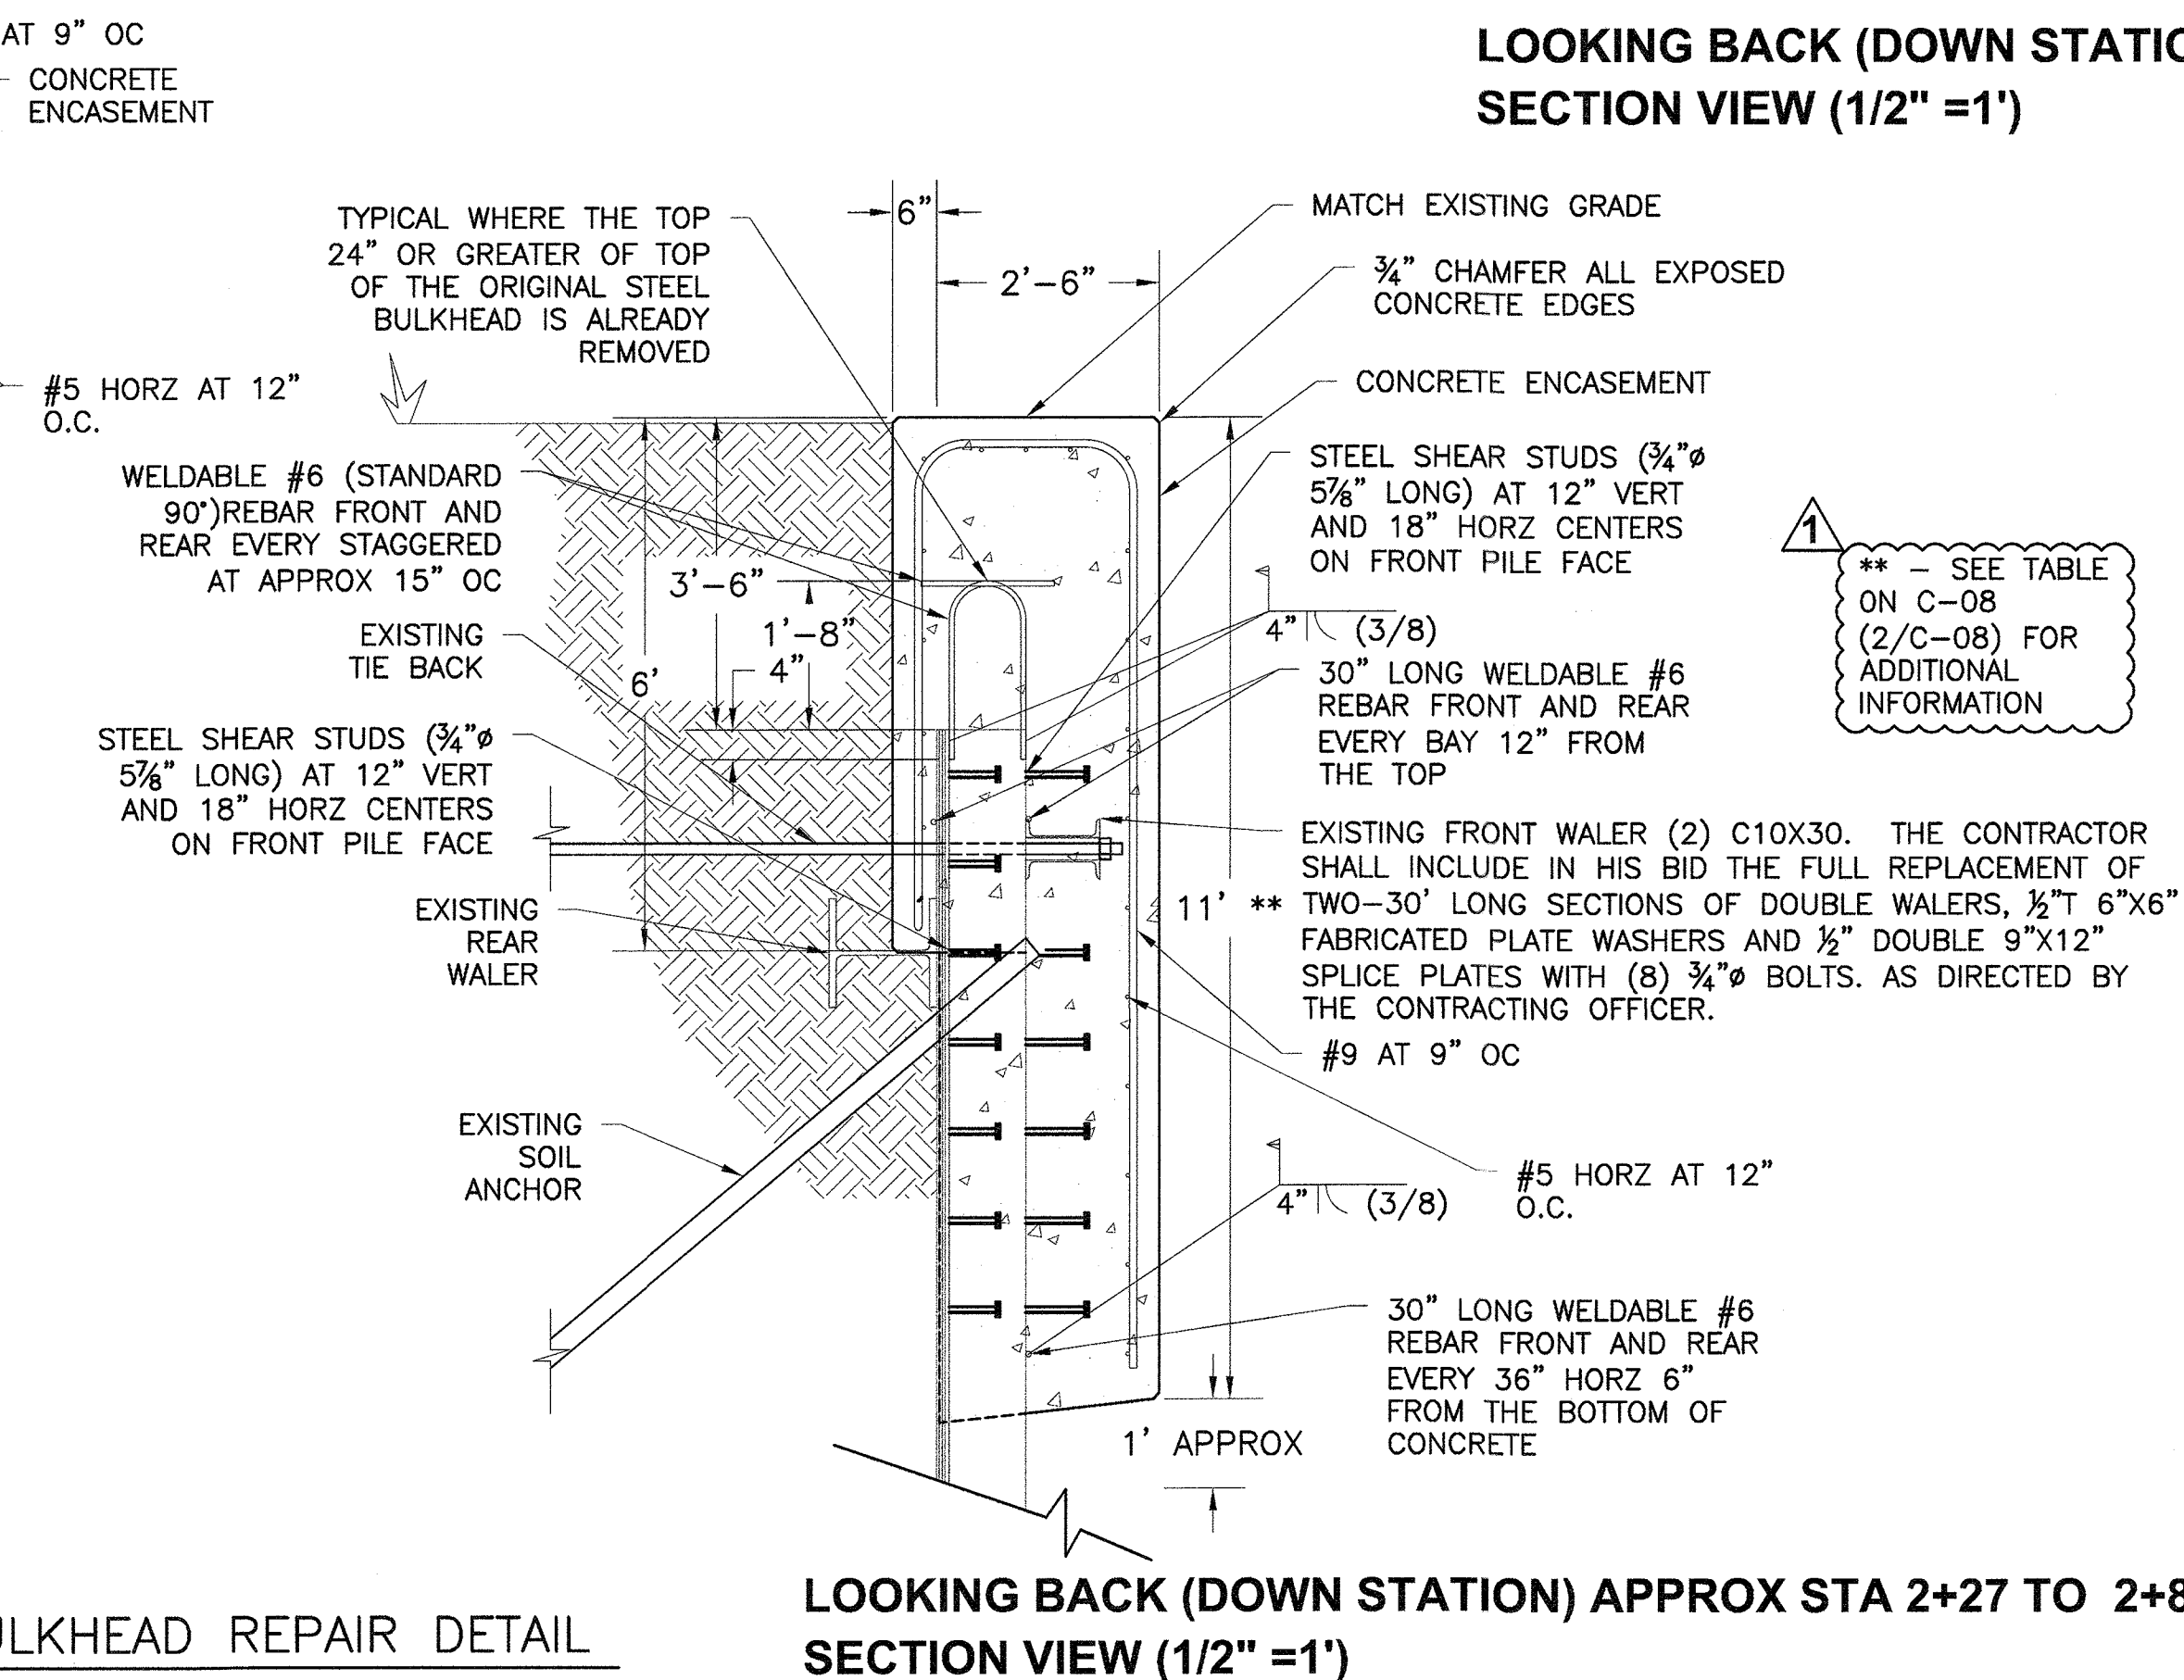 AT 9" OC
CONCRETE
ENCASEMENT
LOOKING BACK (DOWN STATIO
SECTION VIEW (1/2" =1')
#5 HORZ AT 12"
O.C.
TYPICAL WHERE THE TOP
24" OR GREATER OF TOP
OF THE ORIGINAL STEEL
BULKHEAD IS ALREADY
REMOVED
6"
2'-6"
MATCH EXISTING GRADE
¾" CHAMFER ALL EXPOSED
CONCRETE EDGES
CONCRETE ENCASEMENT
WELDABLE #6 (STANDARD
90°)REBAR FRONT AND
REAR EVERY STAGGERED
AT APPROX 15" OC
STEEL SHEAR STUDS (¾"ø
5⅞" LONG) AT 12" VERT
AND 18" HORZ CENTERS
ON FRONT PILE FACE
1
** – SEE TABLE
ON C–08
(2/C–08) FOR
ADDITIONAL
INFORMATION
3'-6"
1'-8"
4"
6'
4" (3/8)
EXISTING
TIE BACK
30" LONG WELDABLE #6
REBAR FRONT AND REAR
EVERY BAY 12" FROM
THE TOP
STEEL SHEAR STUDS (¾"ø
5⅞" LONG) AT 12" VERT
AND 18" HORZ CENTERS
ON FRONT PILE FACE
EXISTING FRONT WALER (2) C10X30. THE CONTRACTOR
SHALL INCLUDE IN HIS BID THE FULL REPLACEMENT OF
11' ** TWO–30' LONG SECTIONS OF DOUBLE WALERS, ½"T 6"X6"
FABRICATED PLATE WASHERS AND ½" DOUBLE 9"X12"
SPLICE PLATES WITH (8) ¾"ø BOLTS. AS DIRECTED BY
THE CONTRACTING OFFICER.
EXISTING
REAR
WALER
#9 AT 9" OC
EXISTING
SOIL
ANCHOR
#5 HORZ AT 12"
O.C.
4" (3/8)
30" LONG WELDABLE #6
REBAR FRONT AND REAR
EVERY 36" HORZ 6"
FROM THE BOTTOM OF
CONCRETE
1' APPROX
ULKHEAD REPAIR DETAIL
LOOKING BACK (DOWN STATION) APPROX STA 2+27 TO 2+8
SECTION VIEW (1/2" =1')